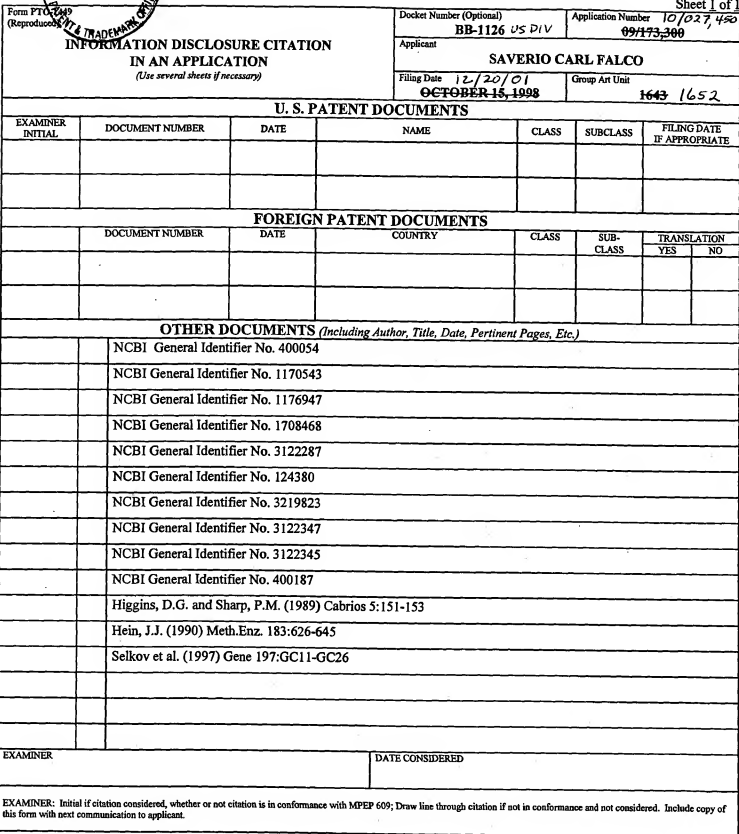 Sheet 1 of 1
Form PTO-1449
(Reproduced)
PATENT & TRADEMARK OFFICE
INFORMATION DISCLOSURE CITATION
IN AN APPLICATION
(Use several sheets if necessary)
Docket Number (Optional)
BB-1126 US DIV
Application Number 10/027,450
09/173,300
Applicant
SAVERIO CARL FALCO
Filing Date 12/20/01
OCTOBER 15, 1998
Group Art Unit
1643 1652
U. S. PATENT DOCUMENTS
EXAMINER INITIAL DOCUMENT NUMBER DATE NAME CLASS SUBCLASS FILING DATE IF APPROPRIATE
FOREIGN PATENT DOCUMENTS
DOCUMENT NUMBER DATE COUNTRY CLASS SUB-CLASS TRANSLATION
YES NO
OTHER DOCUMENTS (Including Author, Title, Date, Pertinent Pages, Etc.)
NCBI General Identifier No. 400054
NCBI General Identifier No. 1170543
NCBI General Identifier No. 1176947
NCBI General Identifier No. 1708468
NCBI General Identifier No. 3122287
NCBI General Identifier No. 124380
NCBI General Identifier No. 3219823
NCBI General Identifier No. 3122347
NCBI General Identifier No. 3122345
NCBI General Identifier No. 400187
Higgins, D.G. and Sharp, P.M. (1989) Cabrios 5:151-153
Hein, J.J. (1990) Meth.Enz. 183:626-645
Selkov et al. (1997) Gene 197:GC11-GC26
EXAMINER DATE CONSIDERED
EXAMINER: Initial if citation considered, whether or not citation is in conformance with MPEP 609; Draw line through citation if not in conformance and not considered. Include copy of
this form with next communication to applicant.